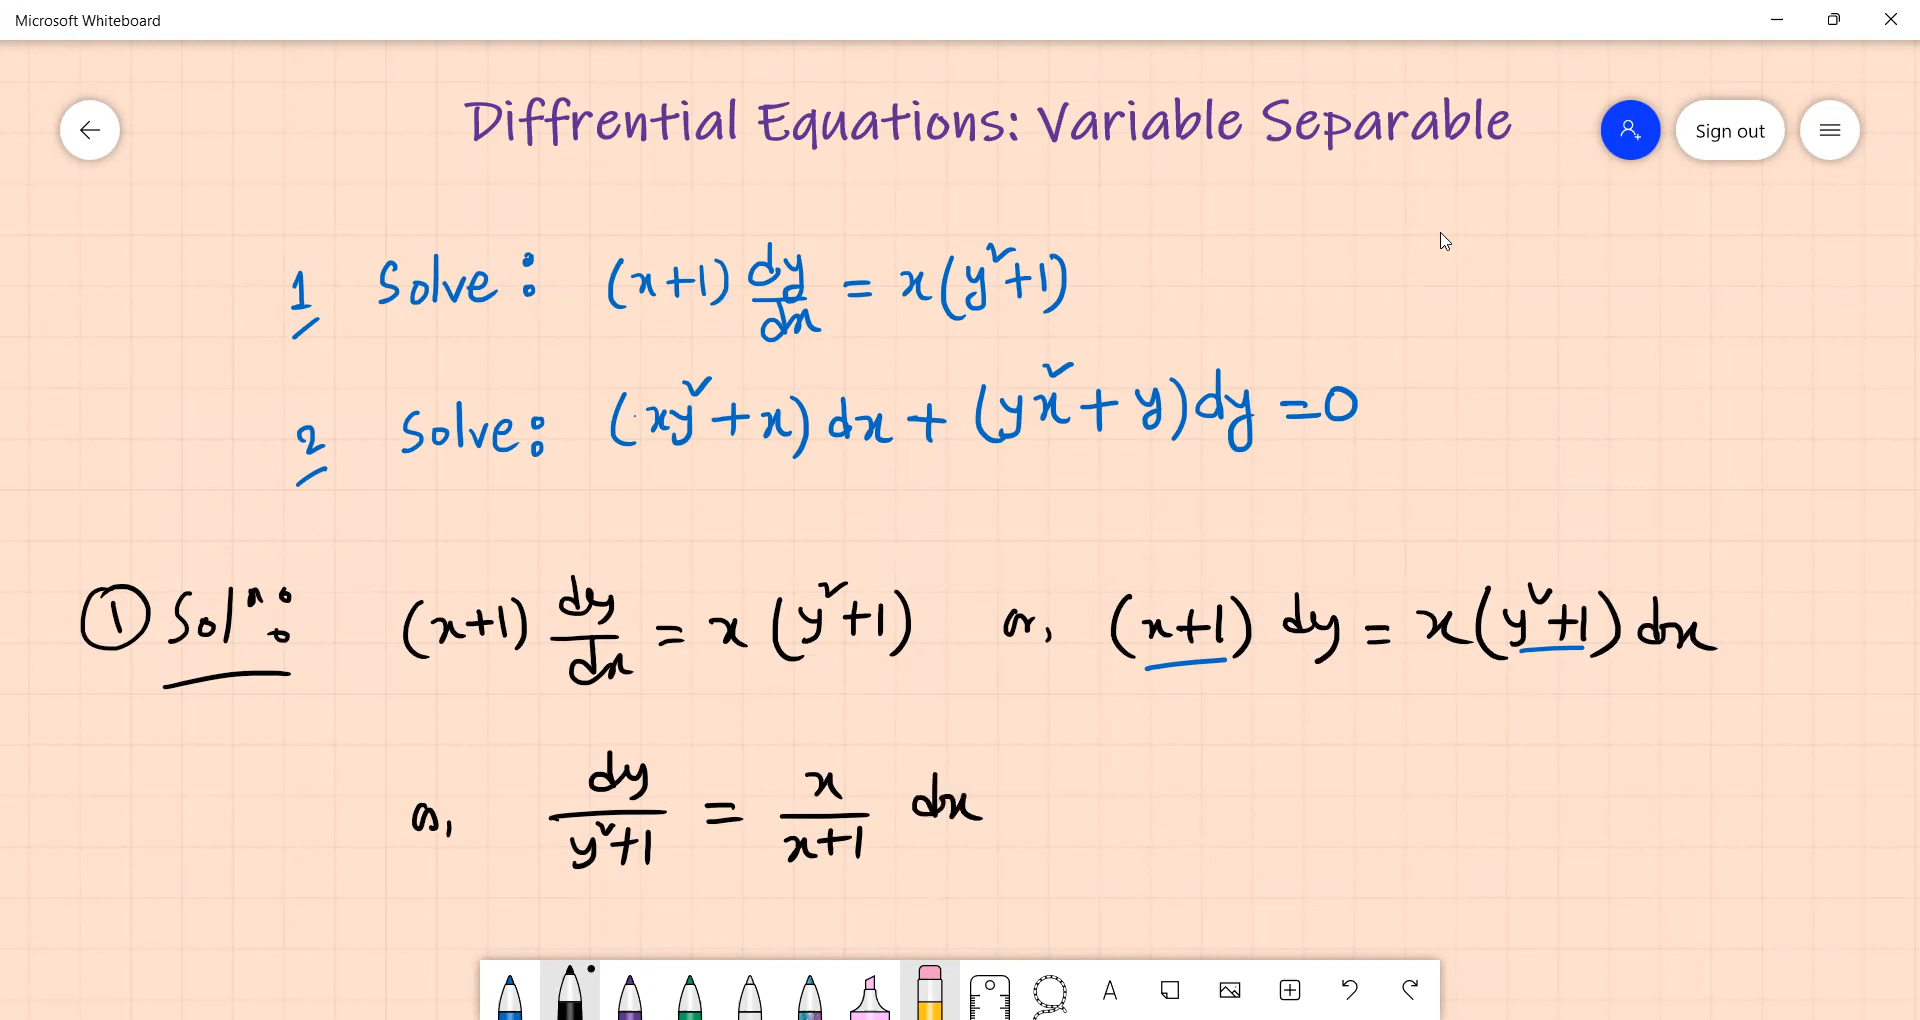 Microsoft Whiteboard
Diffrential Equations: Variable Separable
Sign out
1 Solve: (x+1) dy/dx = x(y²+1)
2 Solve: (xy²+x) dx + (yx²+y)dy =0
① Solⁿ: (x+1) dy/dx = x (y²+1) or, (x+1) dy = x(y²+1) dx
or, dy/y²+1 = x/x+1 dx